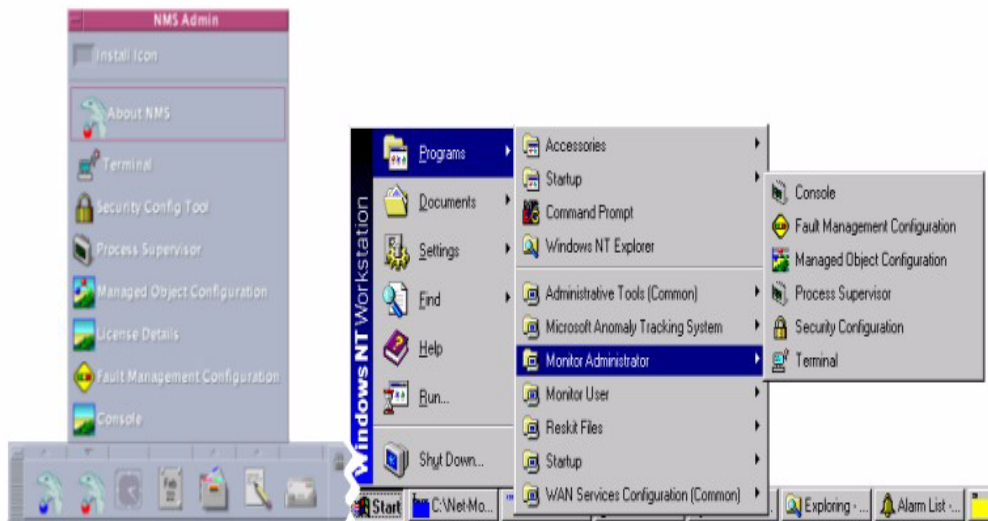 NMS Admin
Install Icon
About NMS
Terminal
Security Config Tool
Process Supervisor
Managed Object Configuration
License Details
Fault Management Configuration
Console
Feb
Windows NT Workstation
Programs
Documents
Settings
Find
Help
Run...
Shut Down...
Accessories
Startup
Command Prompt
Windows NT Explorer
Administrative Tools (Common)
Microsoft Anomaly Tracking System
Monitor Administrator
Monitor User
Reskit Files
Startup
WAN Services Configuration (Common)
Console
Fault Management Configuration
Managed Object Configuration
Process Supervisor
Security Configuration
Terminal
Start
C:\Net-Mo...
Exploring - ...
Alarm List -...